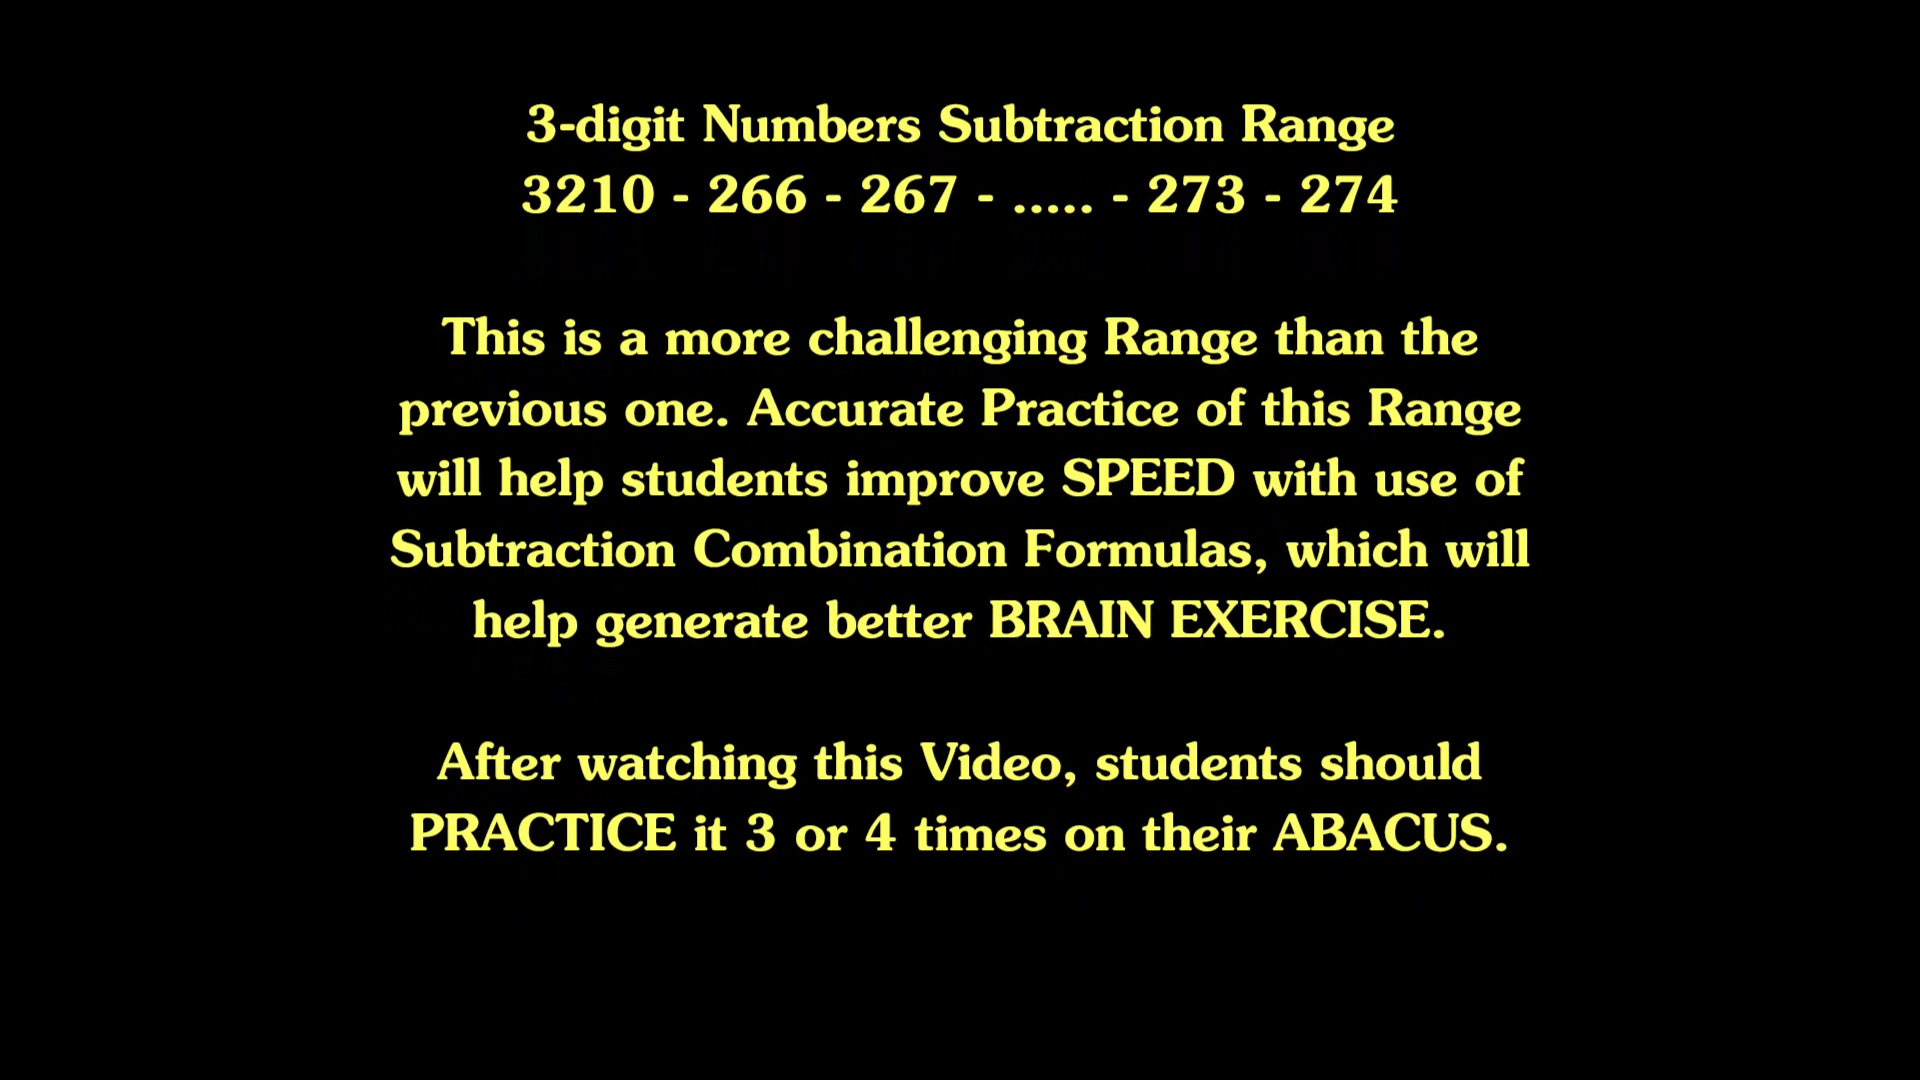 3-digit Numbers Subtraction Range
3210 - 266 - 267 - ..... - 273 - 274
This is a more challenging Range than the
previous one. Accurate Practice of this Range
will help students improve SPEED with use of
Subtraction Combination Formulas, which will
help generate better BRAIN EXERCISE.
After watching this Video, students should
PRACTICE it 3 or 4 times on their ABACUS.